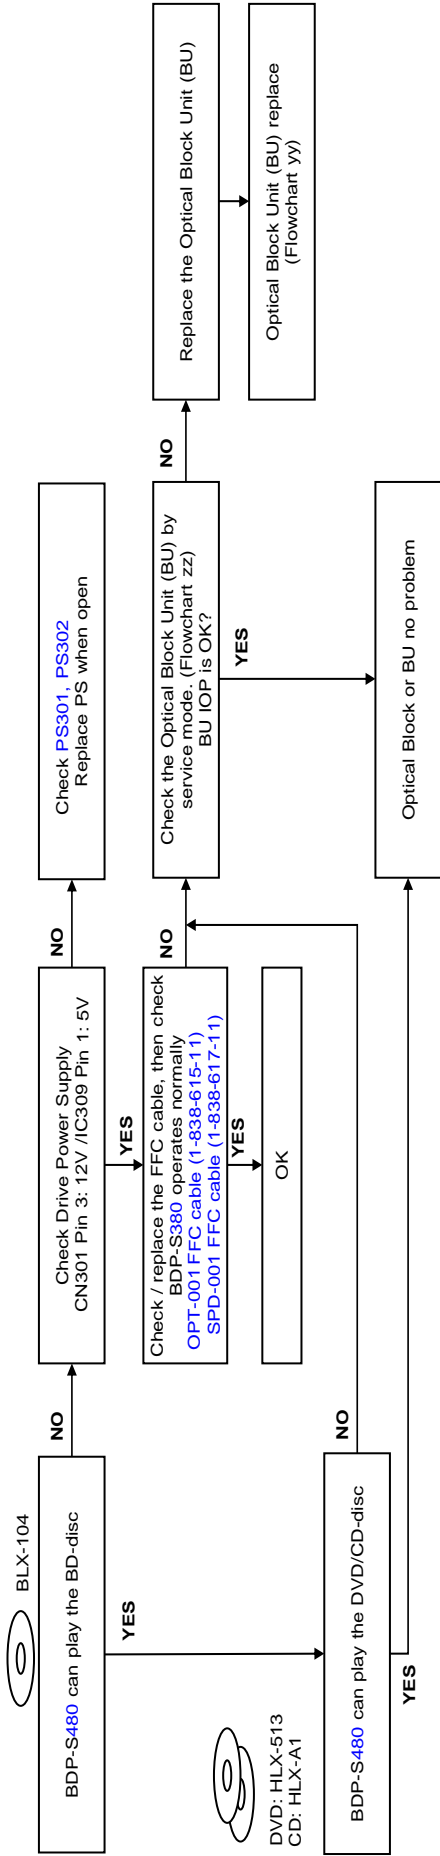 BLX-104
BDP-S480 can play the BD-disc
NO
YES
Check Drive Power Supply
CN301 Pin 3: 12V /IC309 Pin 1: 5V
NO
YES
Check PS301, PS302
Replace PS when open
Check / replace the FFC cable, then check
BDP-S380 operates normally
OPT-001 FFC cable (1-838-615-11)
SPD-001 FFC cable (1-838-617-11)
NO
YES
OK
Check the Optical Block Unit (BU) by
service mode. (Flowchart zz)
BU IOP is OK?
NO
YES
Replace the Optical Block Unit (BU)
Optical Block Unit (BU) replace
(Flowchart yy)
DVD: HLX-513
CD: HLX-A1
BDP-S480 can play the DVD/CD-disc
NO
YES
Optical Block or BU no problem